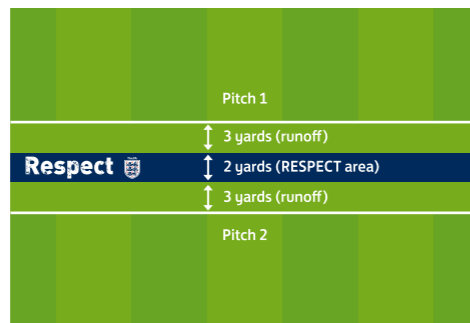 Pitch 1
3 yards (runoff)
Respect 2 yards (RESPECT area)
3 yards (runoff)
Pitch 2